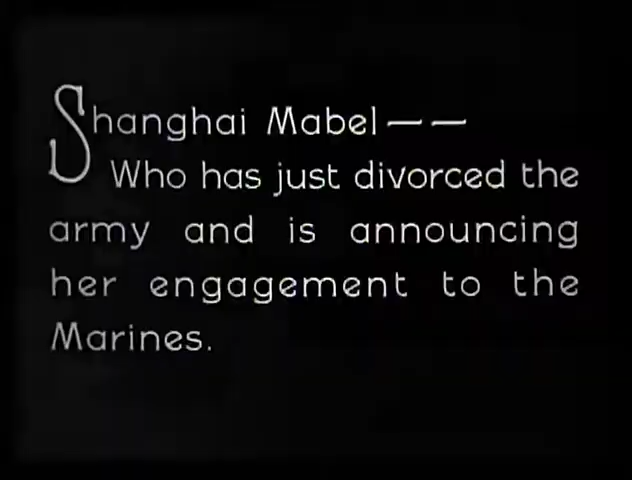 Shanghai Mabel — —
Who has just divorced the
army and is announcing
her engagement to the
Marines.